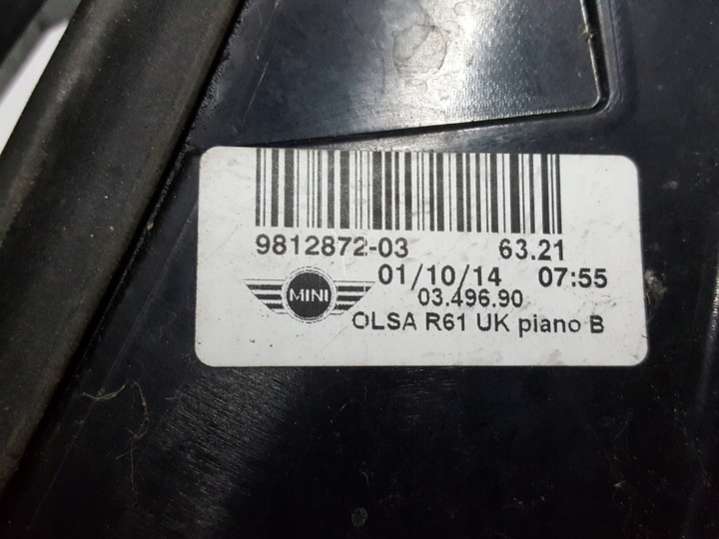 9812872-03 63.21
01/10/14 07:55
MINI
03.496.90
OLSA R61 UK piano B